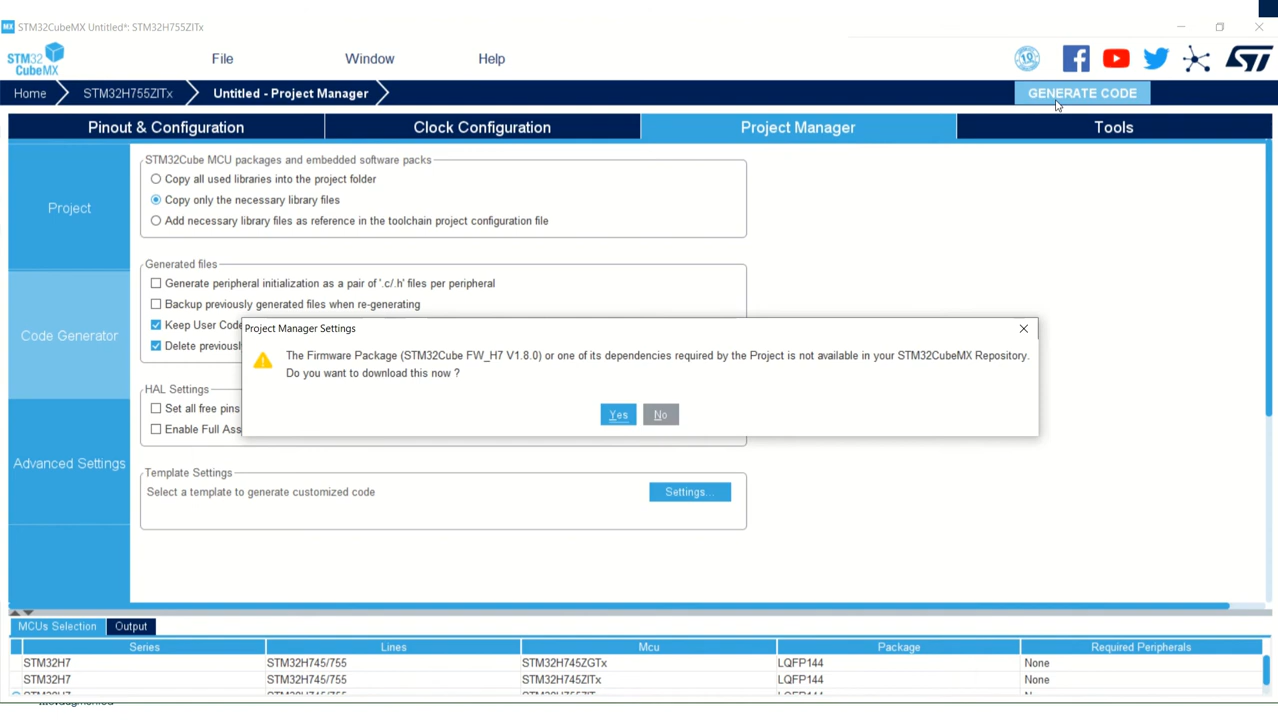 MX STM32CubeMX Untitled*: STM32H755ZITx
STM32
CubeMX
File
Window
Help
10
Home
STM32H755ZITx
Untitled - Project Manager
GENERATE CODE
Pinout & Configuration
Clock Configuration
Project Manager
Tools
Project
Code Generator
Advanced Settings
STM32Cube MCU packages and embedded software packs
Copy all used libraries into the project folder
Copy only the necessary library files
Add necessary library files as reference in the toolchain project configuration file
Generated files
Generate peripheral initialization as a pair of '.c/.h' files per peripheral
Backup previously generated files when re-generating
Keep User Code
Delete previously
HAL Settings
Set all free pins
Enable Full Ass
Project Manager Settings
The Firmware Package (STM32Cube FW_H7 V1.8.0) or one of its dependencies required by the Project is not available in your STM32CubeMX Repository.
Do you want to download this now ?
Yes
No
Template Settings
Select a template to generate customized code
Settings...
MCUs Selection
Output
Series Lines Mcu Package Required Peripherals
STM32H7 STM32H745/755 STM32H745ZGTx LQFP144 None
STM32H7 STM32H745/755 STM32H745ZITx LQFP144 None